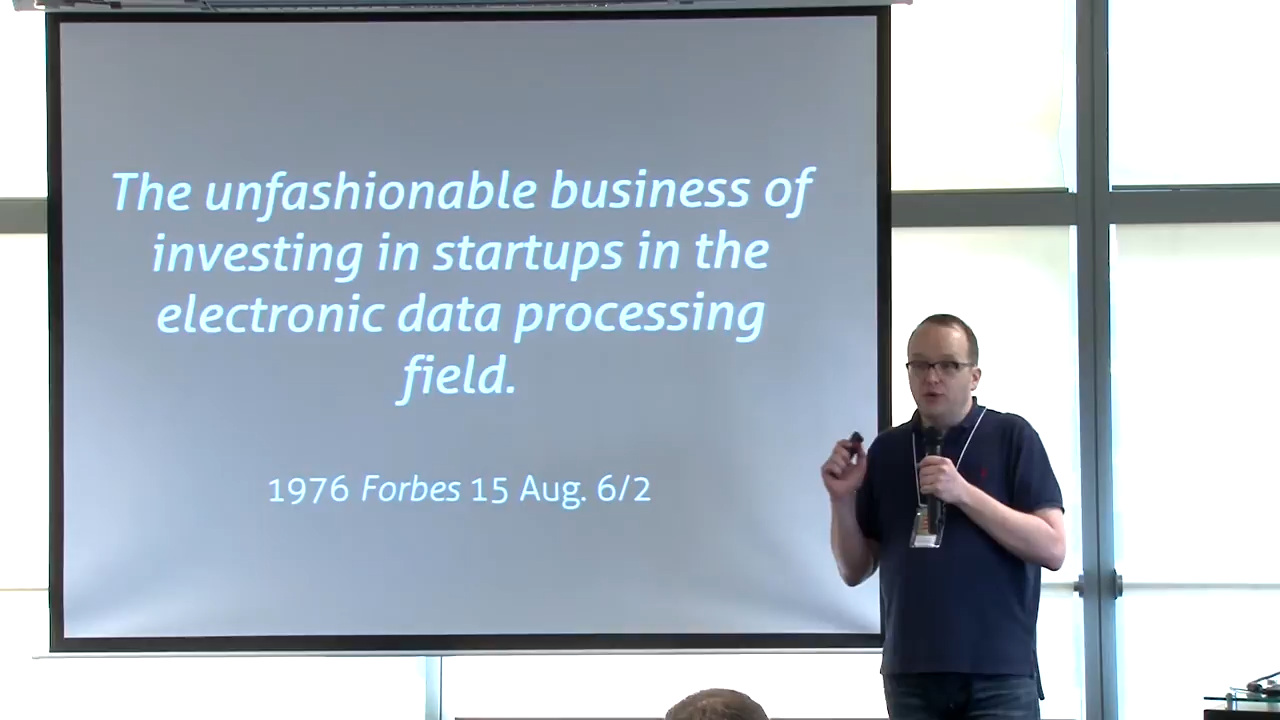 The unfashionable business of
investing in startups in the
electronic data processing
field.
1976 Forbes 15 Aug. 6/2